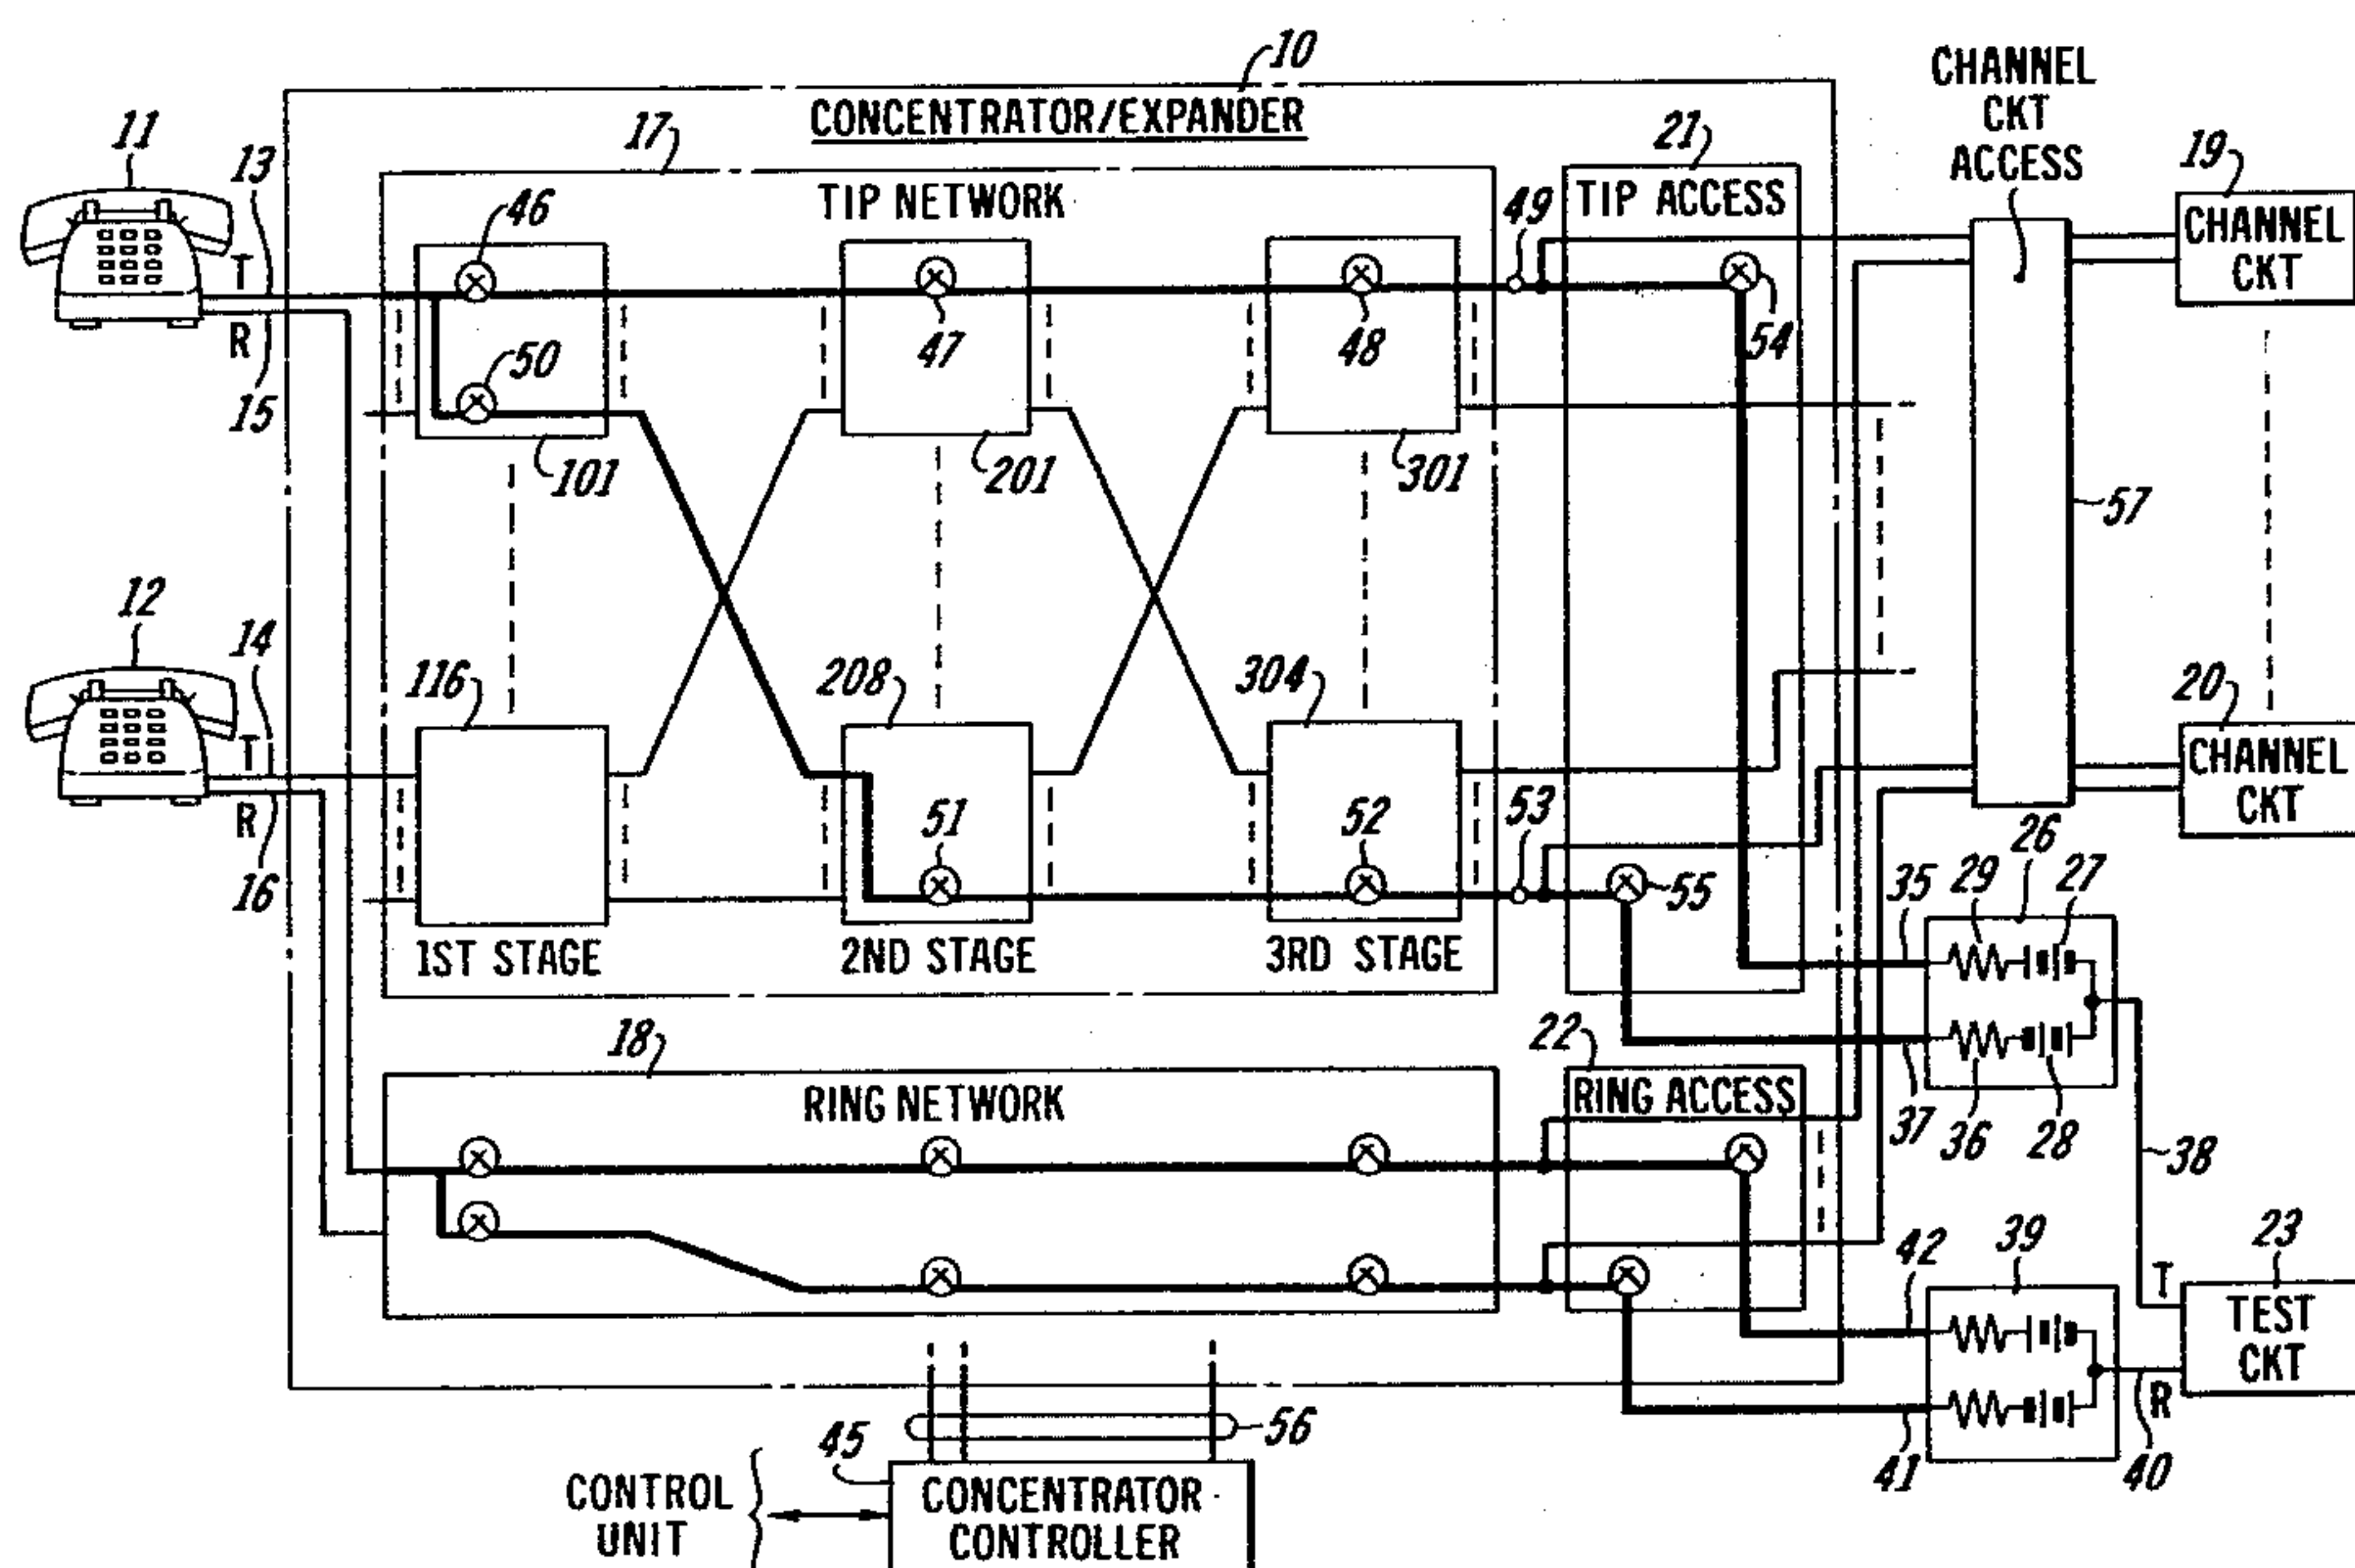 10
CONCENTRATOR/EXPANDER
CHANNEL
CKT
ACCESS
11
13
17
21
19
TIP NETWORK
TIP ACCESS
CHANNEL
CKT
46
49
T
R
47
48
54
50
15
101
201
301
57
12
14
116
208
304
20
CHANNEL
CKT
T
R
16
51
52
53
55
26
35
29
27
1ST STAGE
2ND STAGE
3RD STAGE
18
22
RING NETWORK
RING ACCESS
37
36
28
38
42
39
23
T
TEST
CKT
R
41
40
56
45
CONTROL
UNIT
CONCENTRATOR
CONTROLLER